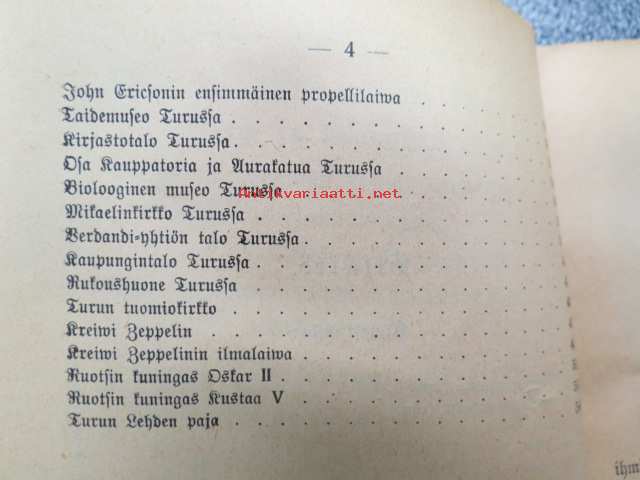 — 4 —
John Ericsonin ensimmäinen propellilaiwa . . . .
Taidemuseo Turussa . . . . . . . . .
Kirjastotalo Turussa. . . . . . . . . .
Osa Kauppatoria ja Aurakatua Turussa . . . . .
Biolooginen museo Turussa . . . . . . .
Antikvariaatti.net
Mikaelinkirkko Turussa . . . . . . . .
Verdandi-yhtiön talo Turussa. . . . . . .
Kaupungintalo Turussa . . . . . . . . .
Rukoushuone Turussa . . . . . . . . .
Turun tuomiokirkko . . . . . . . . . .
Kreiwi Zeppelin . . . . . . . . . . .
Kreiwi Zeppelinin ilmalaiwa . . . . . . .
Ruotsin kuningas Oskar II . . . . . . . .
Ruotsin kuningas Kustaa V . . . . . . . .
Turun Lehden paja . . . . . . . . . .